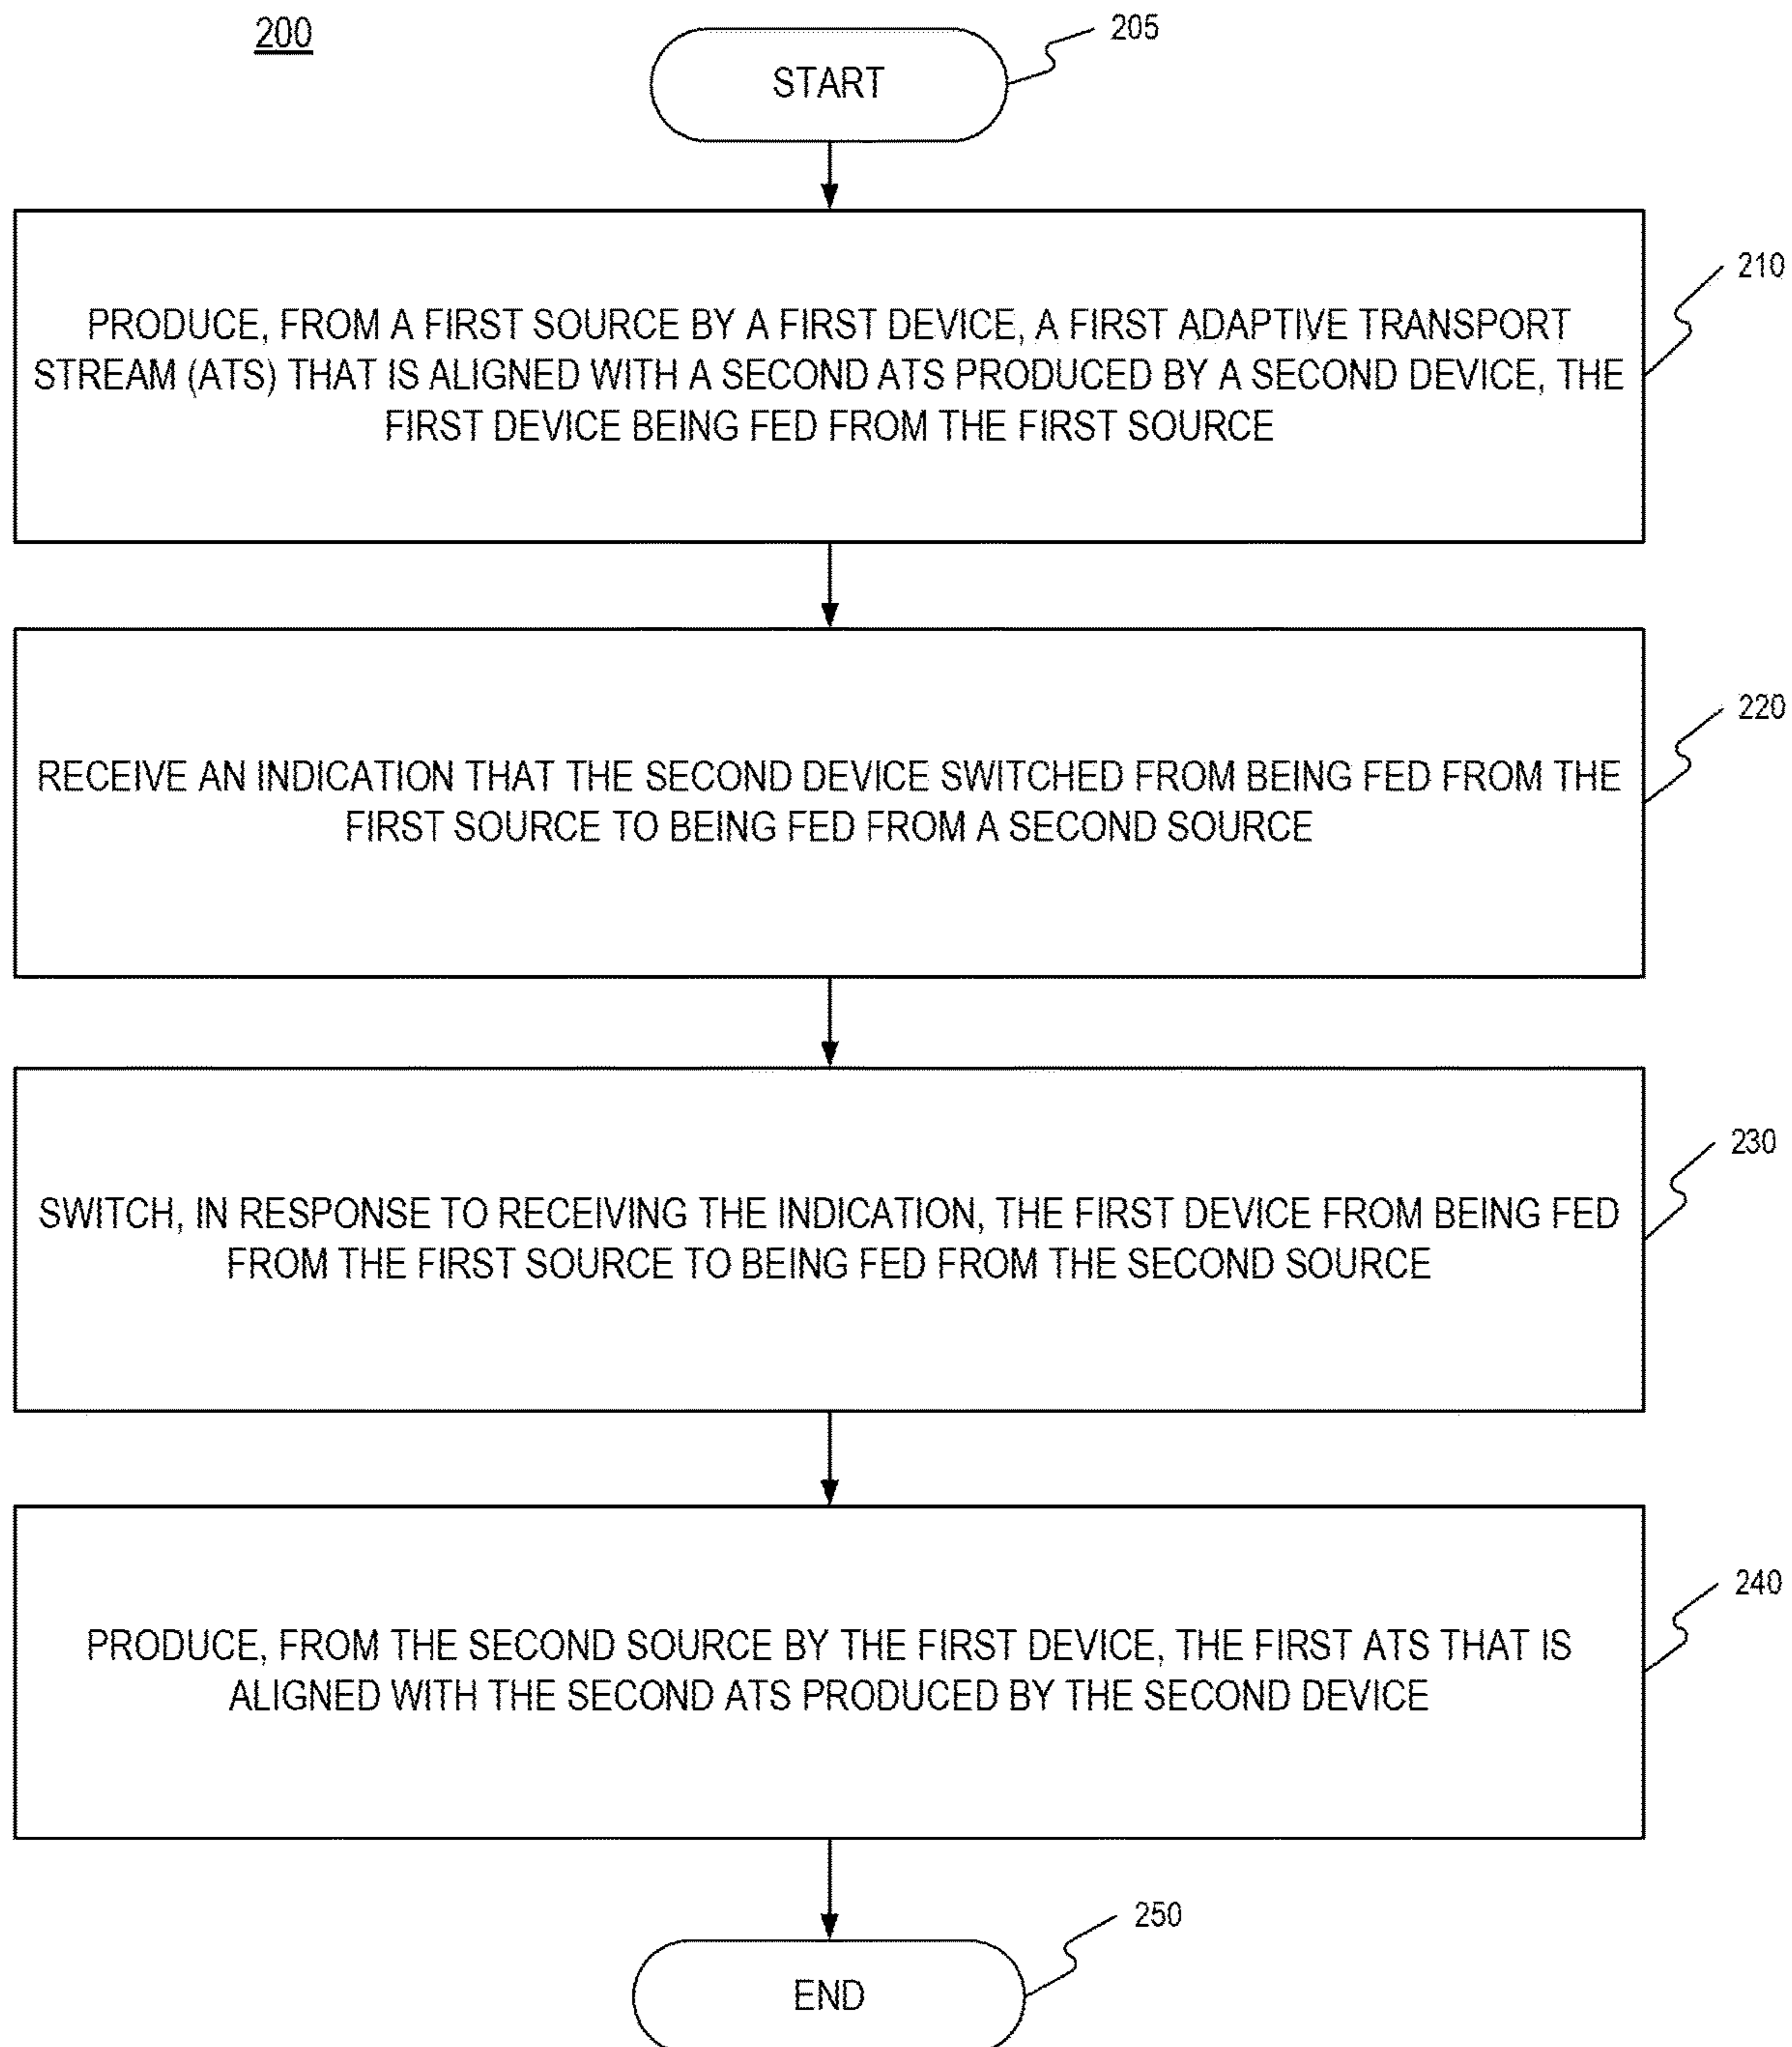 200
START
205
PRODUCE, FROM A FIRST SOURCE BY A FIRST DEVICE, A FIRST ADAPTIVE TRANSPORT
STREAM (ATS) THAT IS ALIGNED WITH A SECOND ATS PRODUCED BY A SECOND DEVICE, THE
FIRST DEVICE BEING FED FROM THE FIRST SOURCE
210
RECEIVE AN INDICATION THAT THE SECOND DEVICE SWITCHED FROM BEING FED FROM THE
FIRST SOURCE TO BEING FED FROM A SECOND SOURCE
220
SWITCH, IN RESPONSE TO RECEIVING THE INDICATION, THE FIRST DEVICE FROM BEING FED
FROM THE FIRST SOURCE TO BEING FED FROM THE SECOND SOURCE
230
PRODUCE, FROM THE SECOND SOURCE BY THE FIRST DEVICE, THE FIRST ATS THAT IS
ALIGNED WITH THE SECOND ATS PRODUCED BY THE SECOND DEVICE
240
END
250